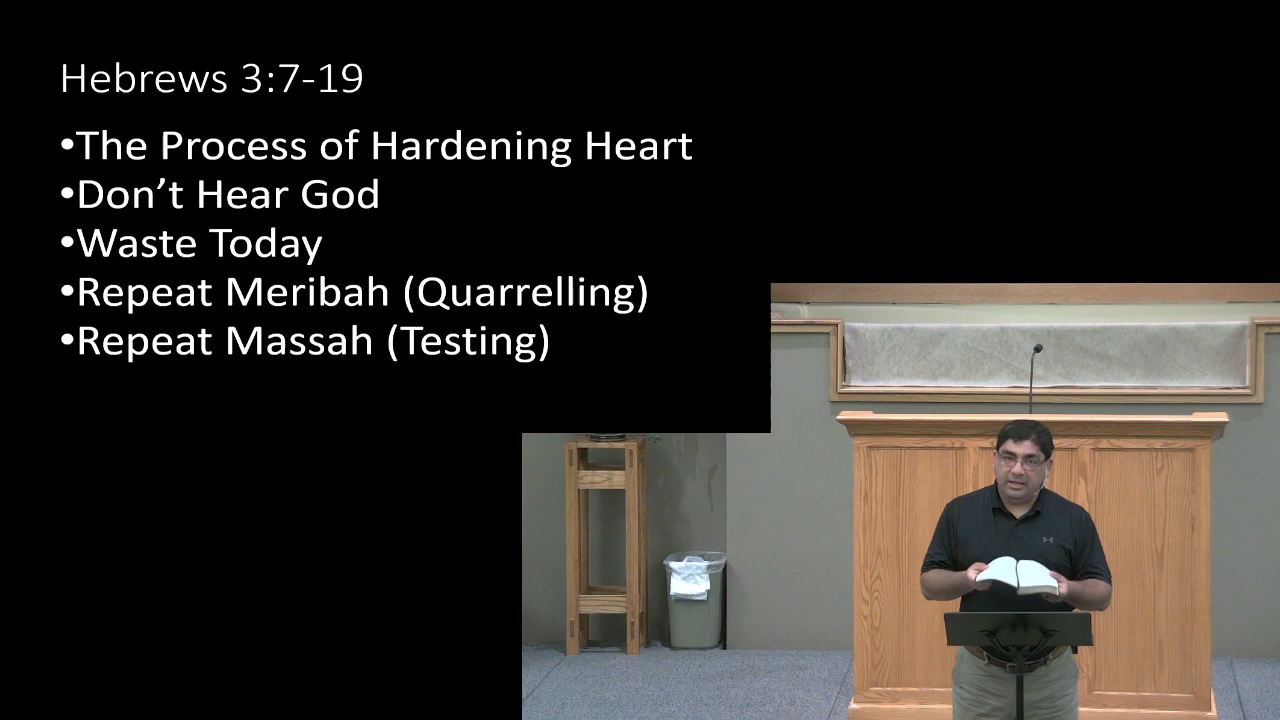 Hebrews 3:7-19
•The Process of Hardening Heart
•Don’t Hear God
•Waste Today
•Repeat Meribah (Quarrelling)
•Repeat Massah (Testing)